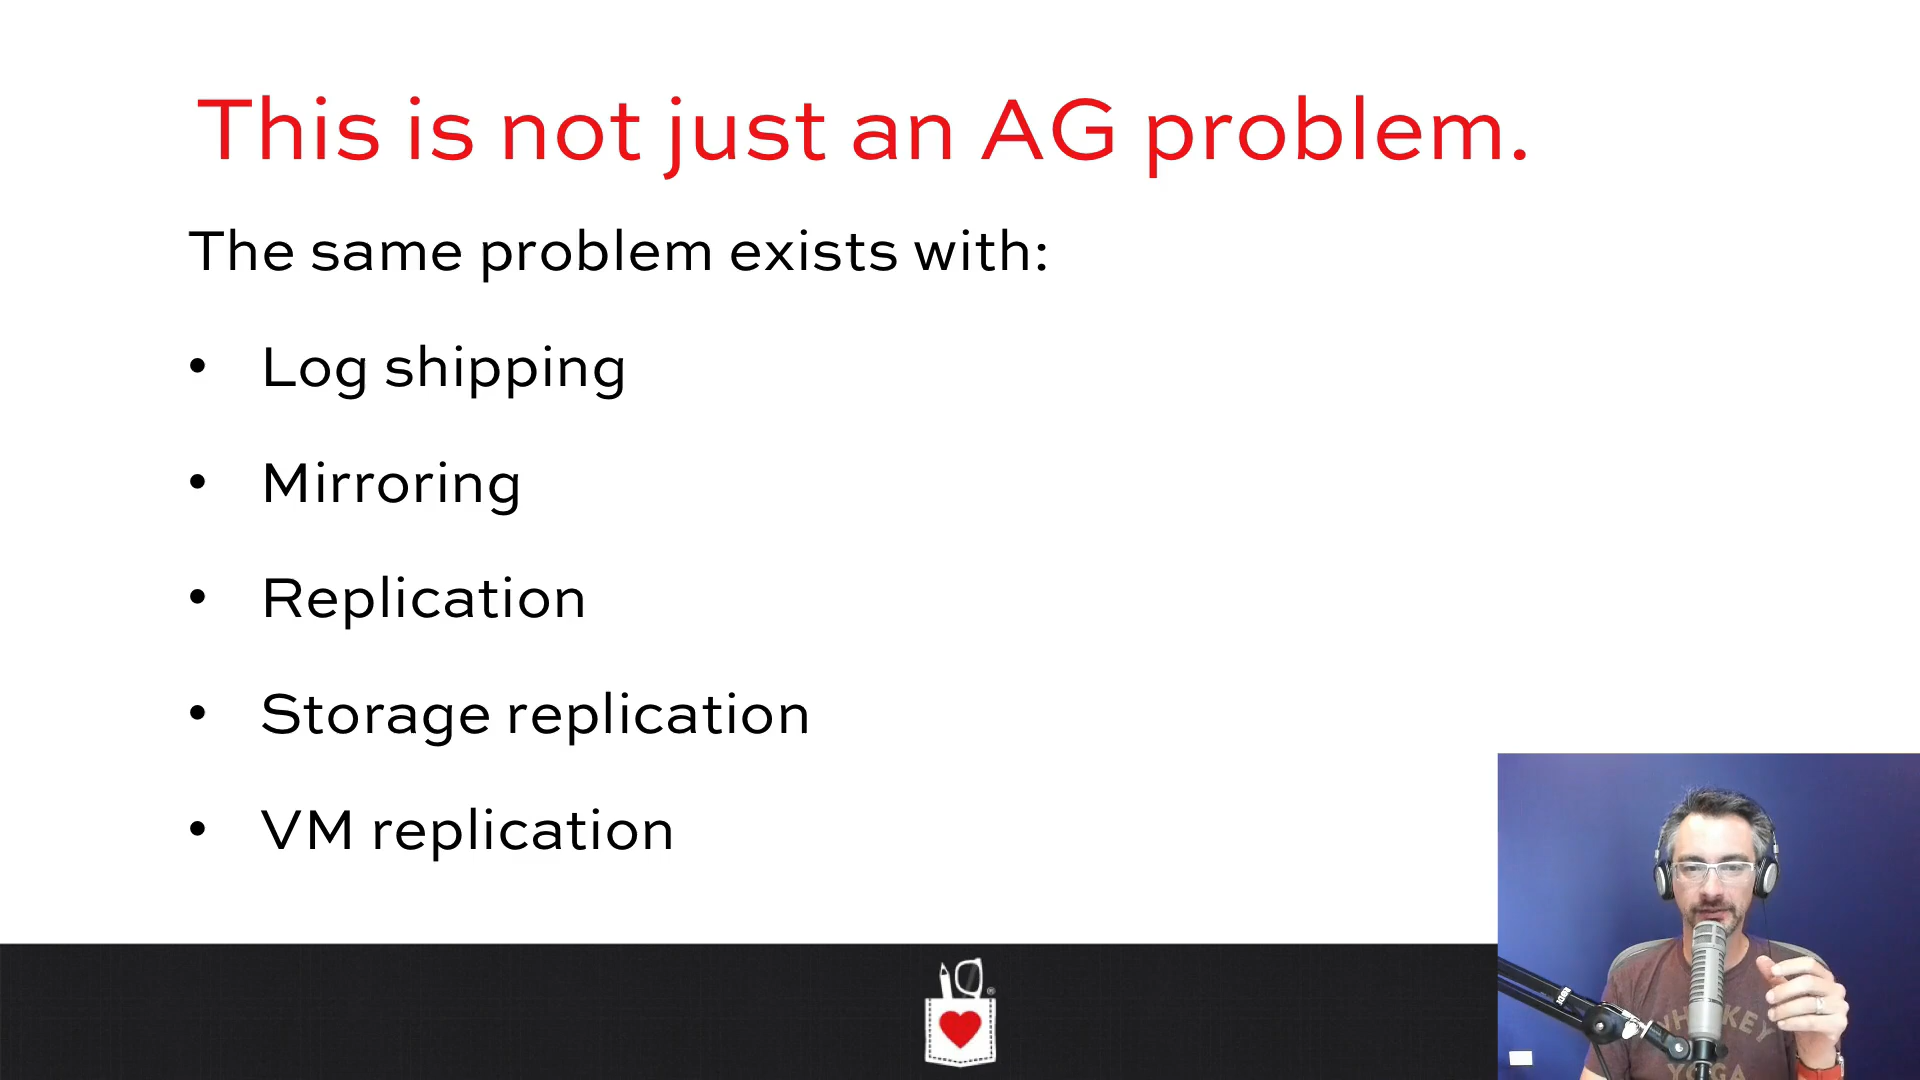 This is not just an AG problem.
The same problem exists with:
• Log shipping
• Mirroring
• Replication
• Storage replication
• VM replication
YOGA